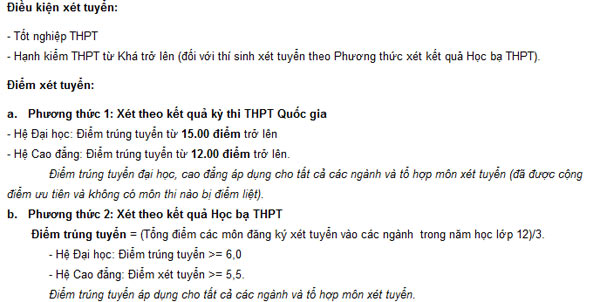 Điều kiện xét tuyển:
- Tốt nghiệp THPT
- Hạnh kiểm THPT từ Khá trở lên (đối với thí sinh xét tuyển theo Phương thức xét kết quả Học bạ THPT).
Điểm xét tuyển:
a. Phương thức 1: Xét theo kết quả kỳ thi THPT Quốc gia
- Hệ Đại học: Điểm trúng tuyển từ 15.00 điểm trở lên
- Hệ Cao đẳng: Điểm trúng tuyển từ 12.00 điểm trở lên.
Điểm trúng tuyển đại học, cao đẳng áp dụng cho tất cả các ngành và tổ hợp môn xét tuyển (đã được cộng
điểm ưu tiên và không có môn thi nào bị điểm liệt).
b. Phương thức 2: Xét theo kết quả Học bạ THPT
Điểm trúng tuyển = (Tổng điểm các môn đăng ký xét tuyển vào các ngành trong năm học lớp 12)/3.
- Hệ Đại học: Điểm trúng tuyển >= 6,0
- Hệ Cao đẳng: Điểm xét tuyển >= 5,5.
Điểm trúng tuyển áp dụng cho tất cả các ngành và tổ hợp môn xét tuyển.